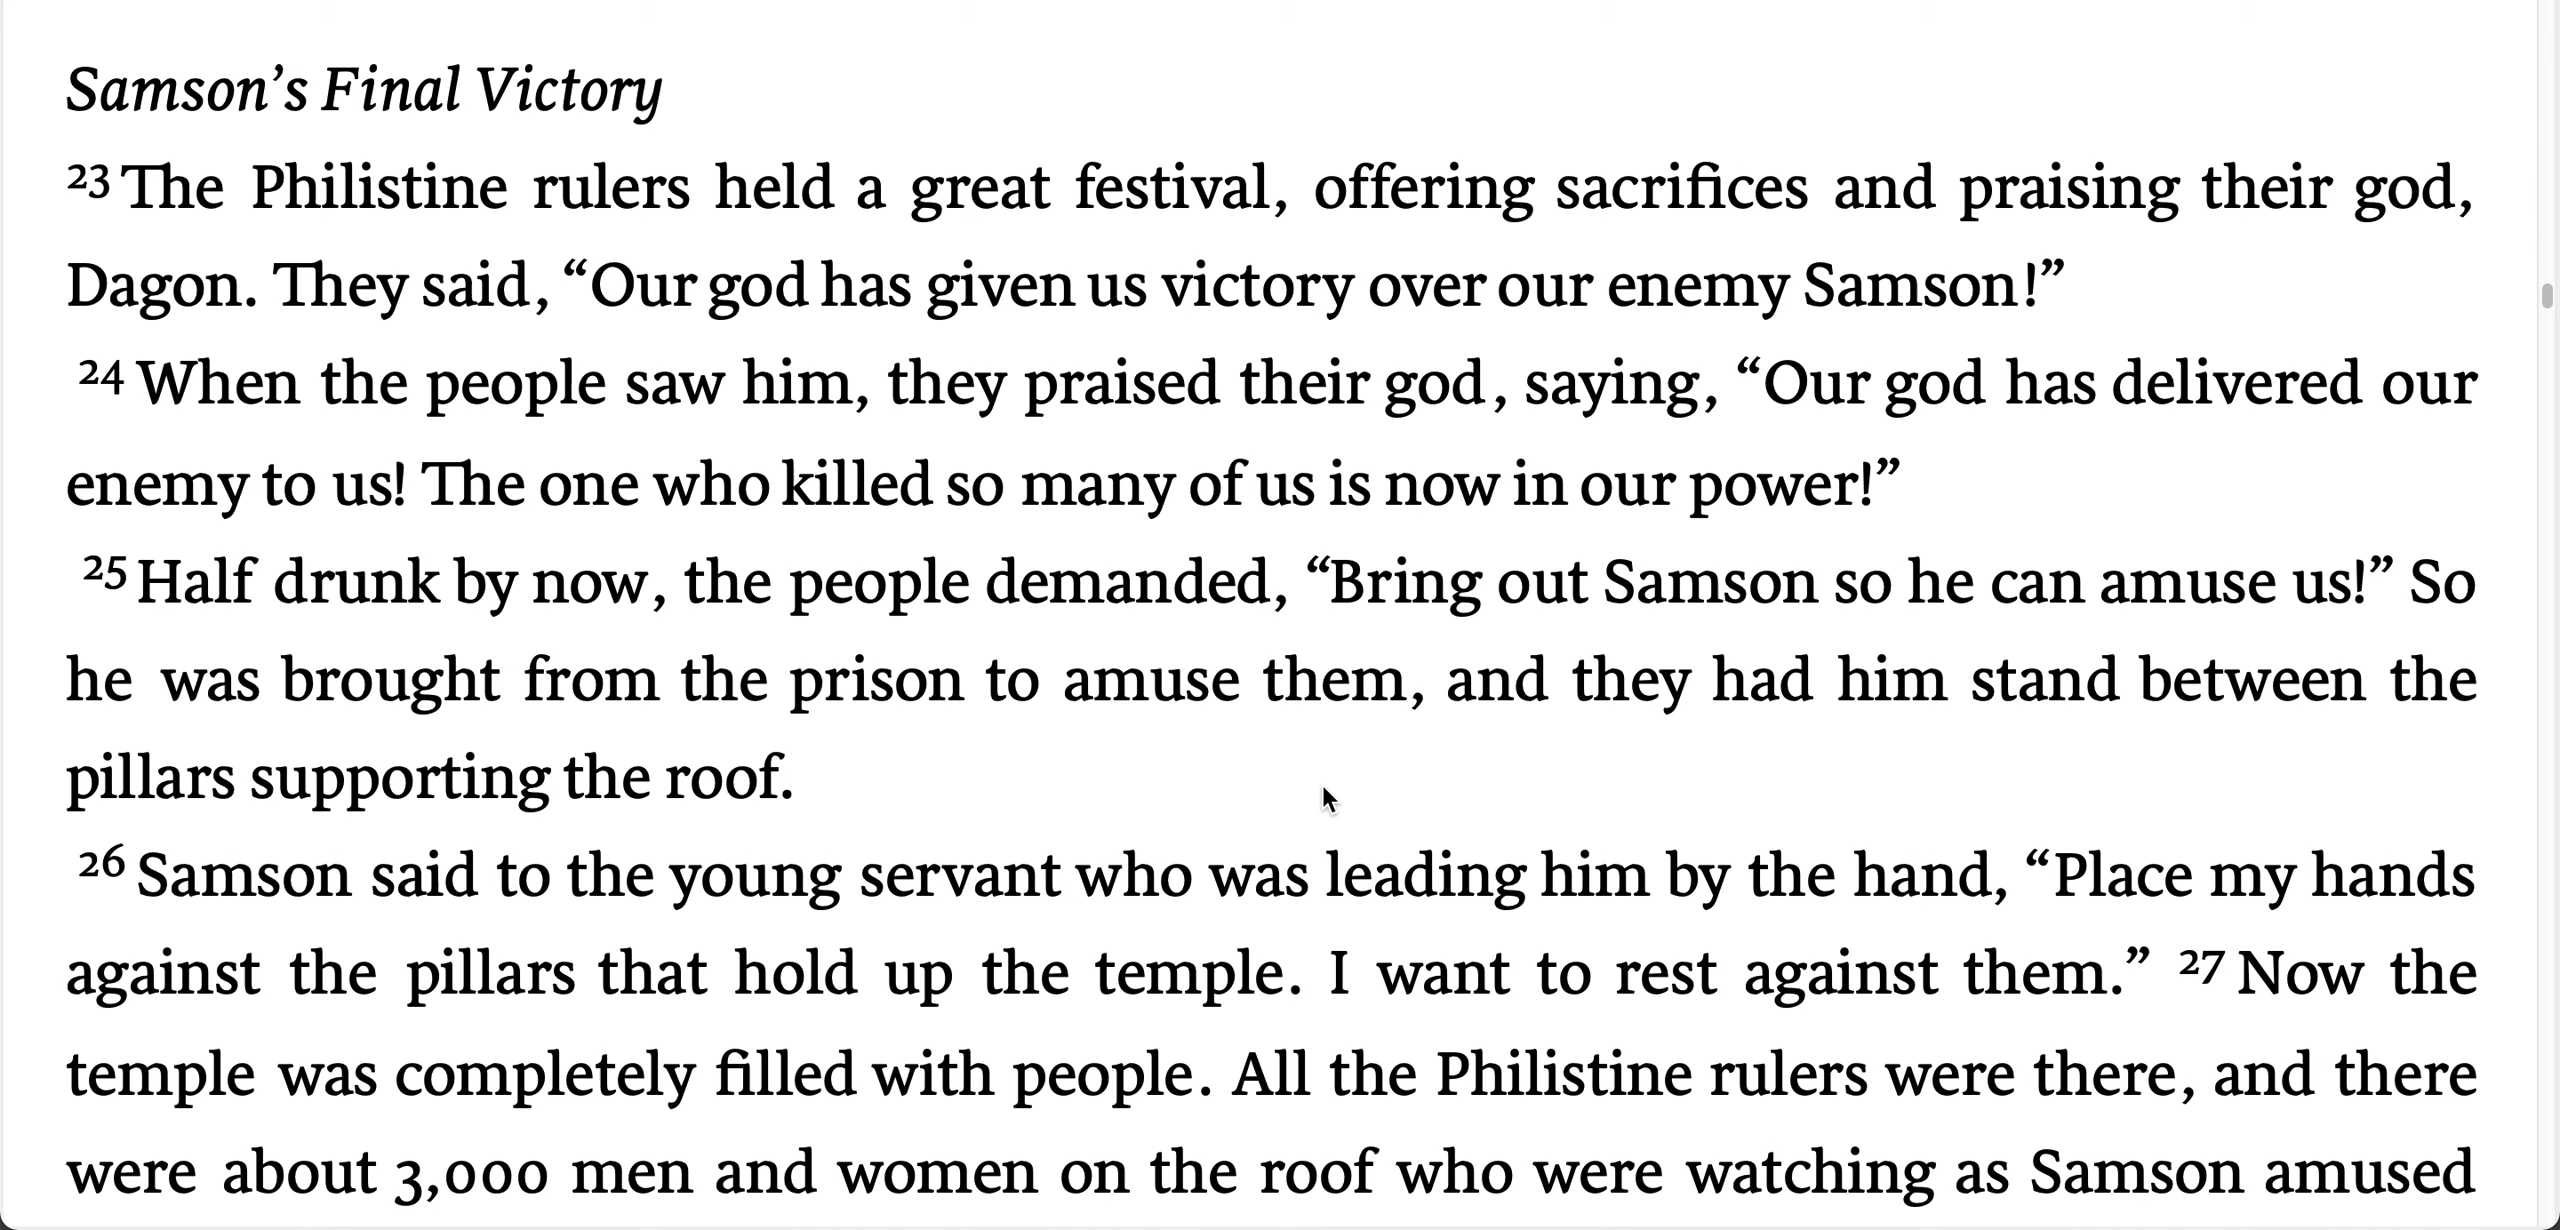 Samson’s Final Victory
23 The Philistine rulers held a great festival, offering sacrifices and praising their god,
Dagon. They said, “Our god has given us victory over our enemy Samson!”
24 When the people saw him, they praised their god, saying, “Our god has delivered our
enemy to us! The one who killed so many of us is now in our power!”
25 Half drunk by now, the people demanded, “Bring out Samson so he can amuse us!” So
he was brought from the prison to amuse them, and they had him stand between the
pillars supporting the roof.
26 Samson said to the young servant who was leading him by the hand, “Place my hands
against the pillars that hold up the temple. I want to rest against them.” 27 Now the
temple was completely filled with people. All the Philistine rulers were there, and there
were about 3,000 men and women on the roof who were watching as Samson amused